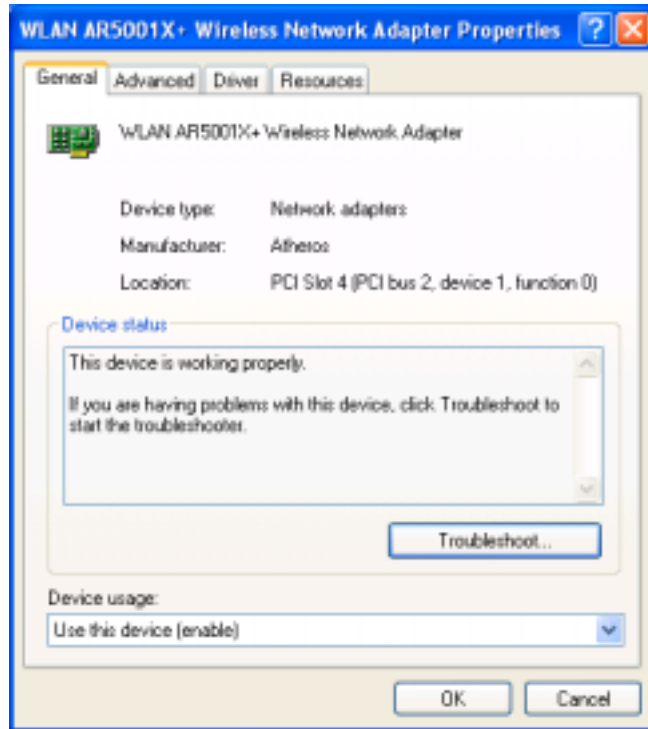 WLAN AR5001X+ Wireless Network Adapter Properties
General Advanced Driver Resources
WLAN AR5001X+ Wireless Network Adapter
Device type: Network adapters
Manufacturer: Atheros
Location: PCI Slot 4 (PCI bus 2, device 1, function 0)
Device status
This device is working properly.
If you are having problems with this device, click Troubleshoot to
start the troubleshooter.
Troubleshoot...
Device usage:
Use this device (enable)
OK Cancel